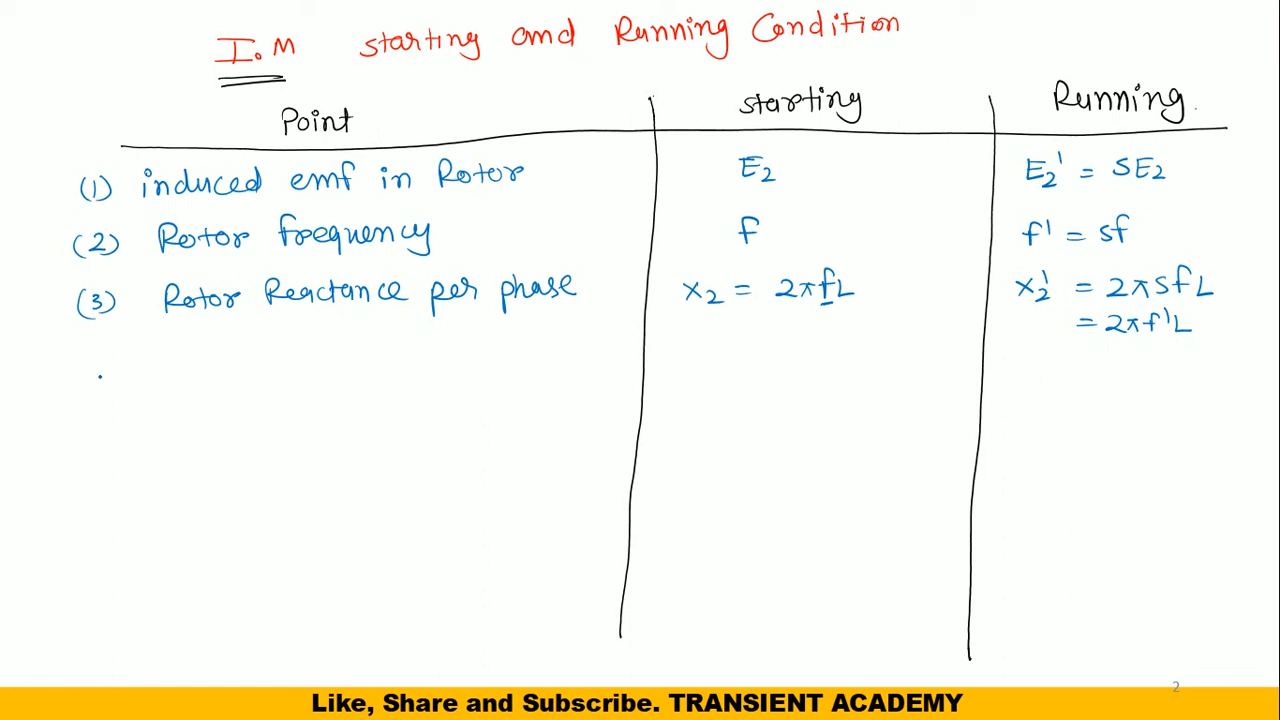 I.M starting and Running Condition
Point starting Running
(1) induced emf in Rotor E₂ E₂' = SE₂
(2) Rotor frequency f f' = sf
(3) Rotor Reactance per phase X₂ = 2πfL X₂' = 2πSfL
= 2πf'L
2
Like, Share and Subscribe. TRANSIENT ACADEMY